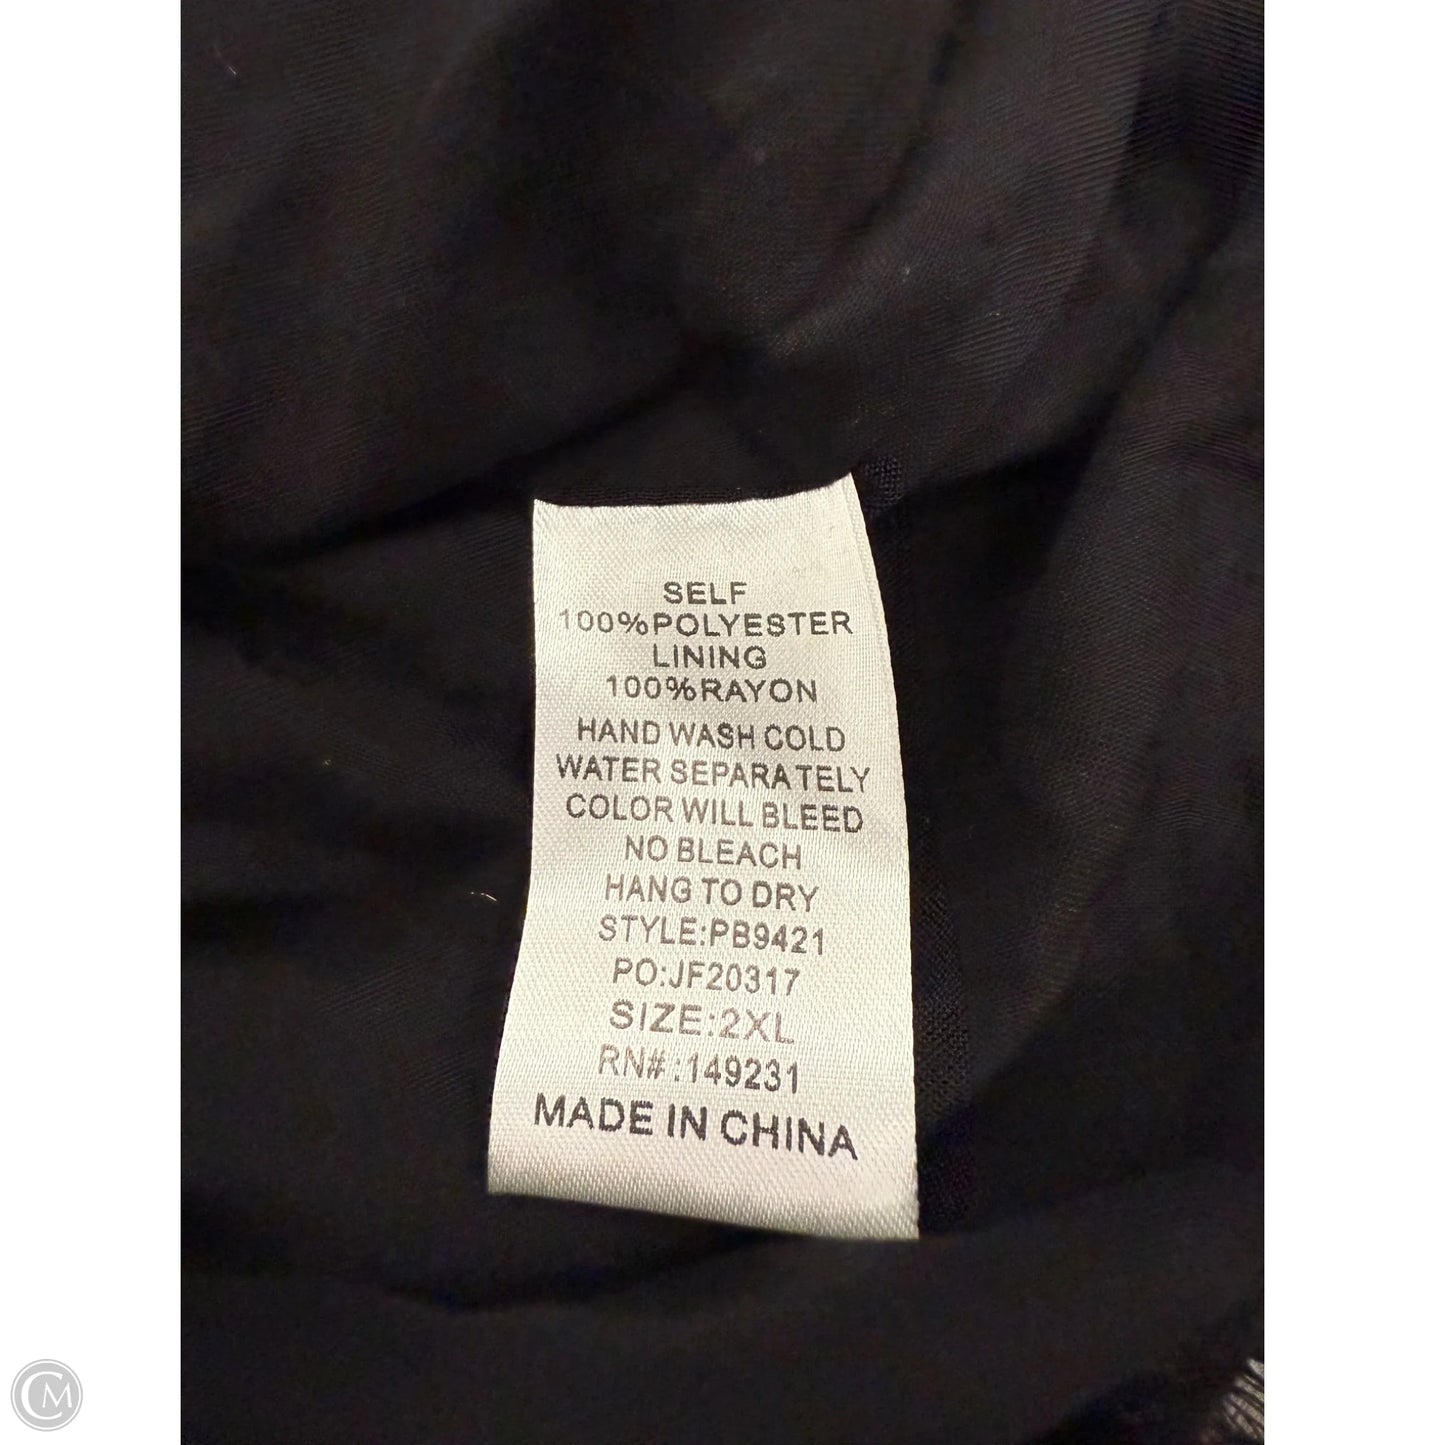 SELF
100%POLYESTER
LINING
100%RAYON
HAND WASH COLD
WATER SEPARATELY
COLOR WILL BLEED
NO BLEACH
HANG TO DRY
STYLE:PB9421
PO:JF20317
SIZE:2XL
RN#:149231
MADE IN CHINA
CM